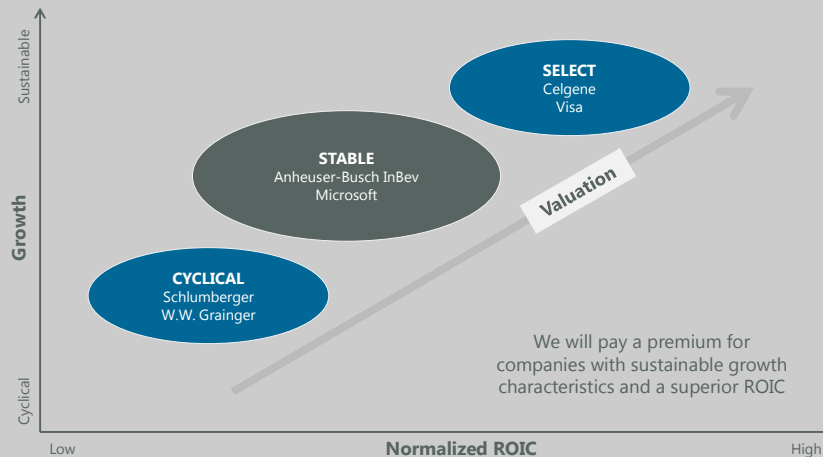 Sustainable
SELECT
Celgene
Visa
STABLE
Anheuser-Busch InBev
Microsoft
Valuation
Growth
CYCLICAL
Schlumberger
W.W. Grainger
We will pay a premium for
companies with sustainable growth
characteristics and a superior ROIC
Cyclical
Low
Normalized ROIC
High